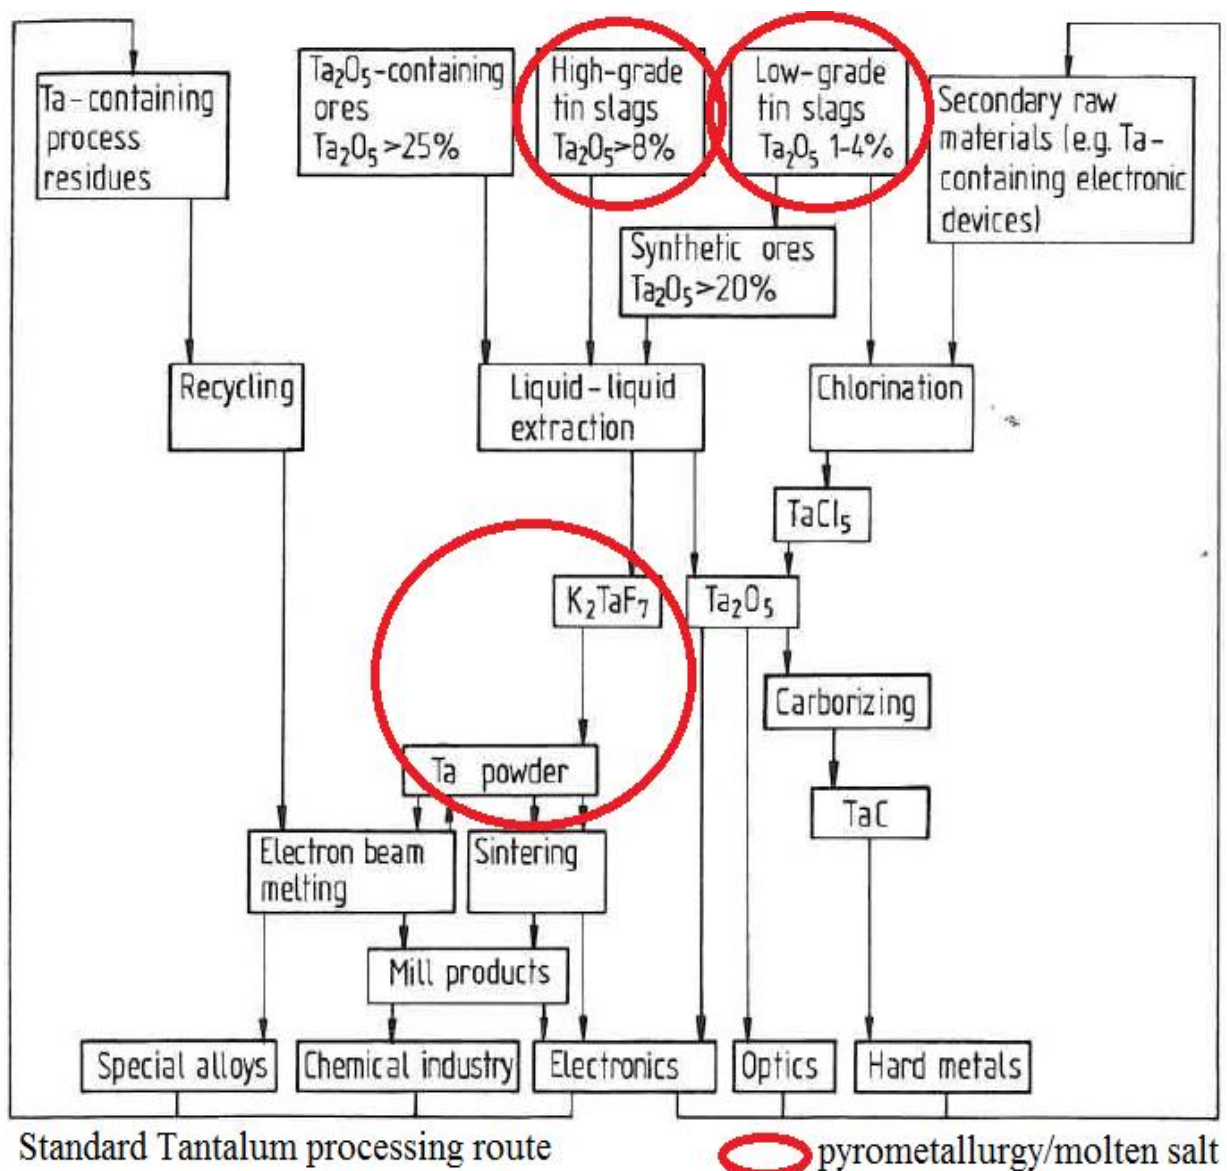 Ta-containing
process
residues
Ta₂O₅-containing
ores
Ta₂O₅>25%
High-grade
tin slags
Ta₂O₅>8%
Low-grade
tin slags
Ta₂O₅ 1-4%
Secondary raw
materials (e.g. Ta-
containing electronic
devices)
Synthetic ores
Ta₂O₅>20%
Recycling
Liquid-liquid
extraction
Chlorination
TaCl₅
K₂TaF₇
Ta₂O₅
Carborizing
Ta powder
TaC
Electron beam
melting
Sintering
Mill products
Special alloys
Chemical industry
Electronics
Optics
Hard metals
Standard Tantalum processing route
pyrometallurgy/molten salt